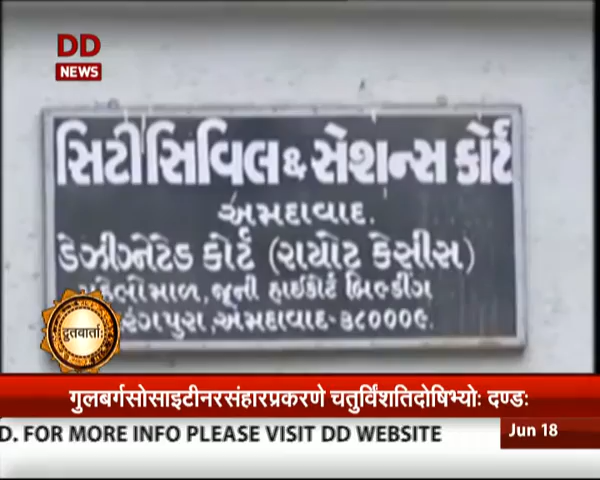 DD
NEWS
સિટીસિવિલ & સેશન્સ કોર્ટ
અમદાવાદ.
ડેઝીગ્નેટેડ કોર્ટ (રાયોટ કેસીસ)
માળ, જૂની હાઈકોર્ટ બિલ્ડીંગ
અમદાવાદ-૩૮૦૦૦૯.
द्रुतवार्ताः
गुलबर्गसोसाइटीनरसंहारप्रकरणे चतुर्विंशतिदोषिभ्योः दण्डः
D. FOR MORE INFO PLEASE VISIT DD WEBSITE
Jun 18